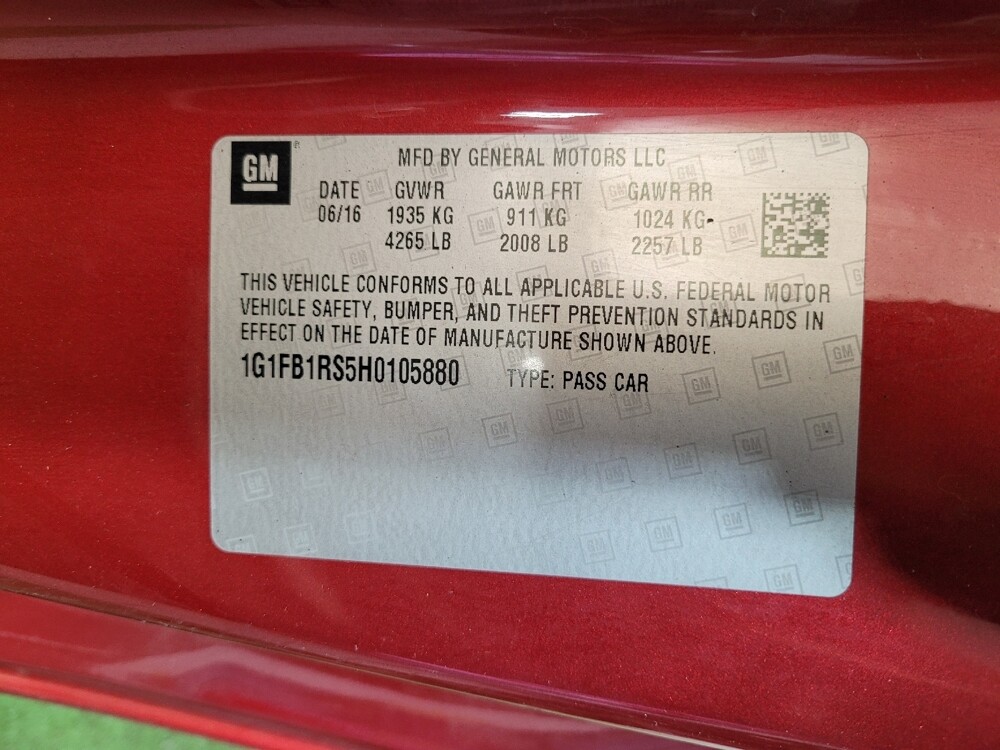 GM
MFD BY GENERAL MOTORS LLC
DATE GVWR GAWR FRT GAWR RR
06/16 1935 KG 911 KG 1024 KG
4265 LB 2008 LB 2257 LB
THIS VEHICLE CONFORMS TO ALL APPLICABLE U.S. FEDERAL MOTOR
VEHICLE SAFETY, BUMPER, AND THEFT PREVENTION STANDARDS IN
EFFECT ON THE DATE OF MANUFACTURE SHOWN ABOVE.
1G1FB1RS5H0105880 TYPE: PASS CAR